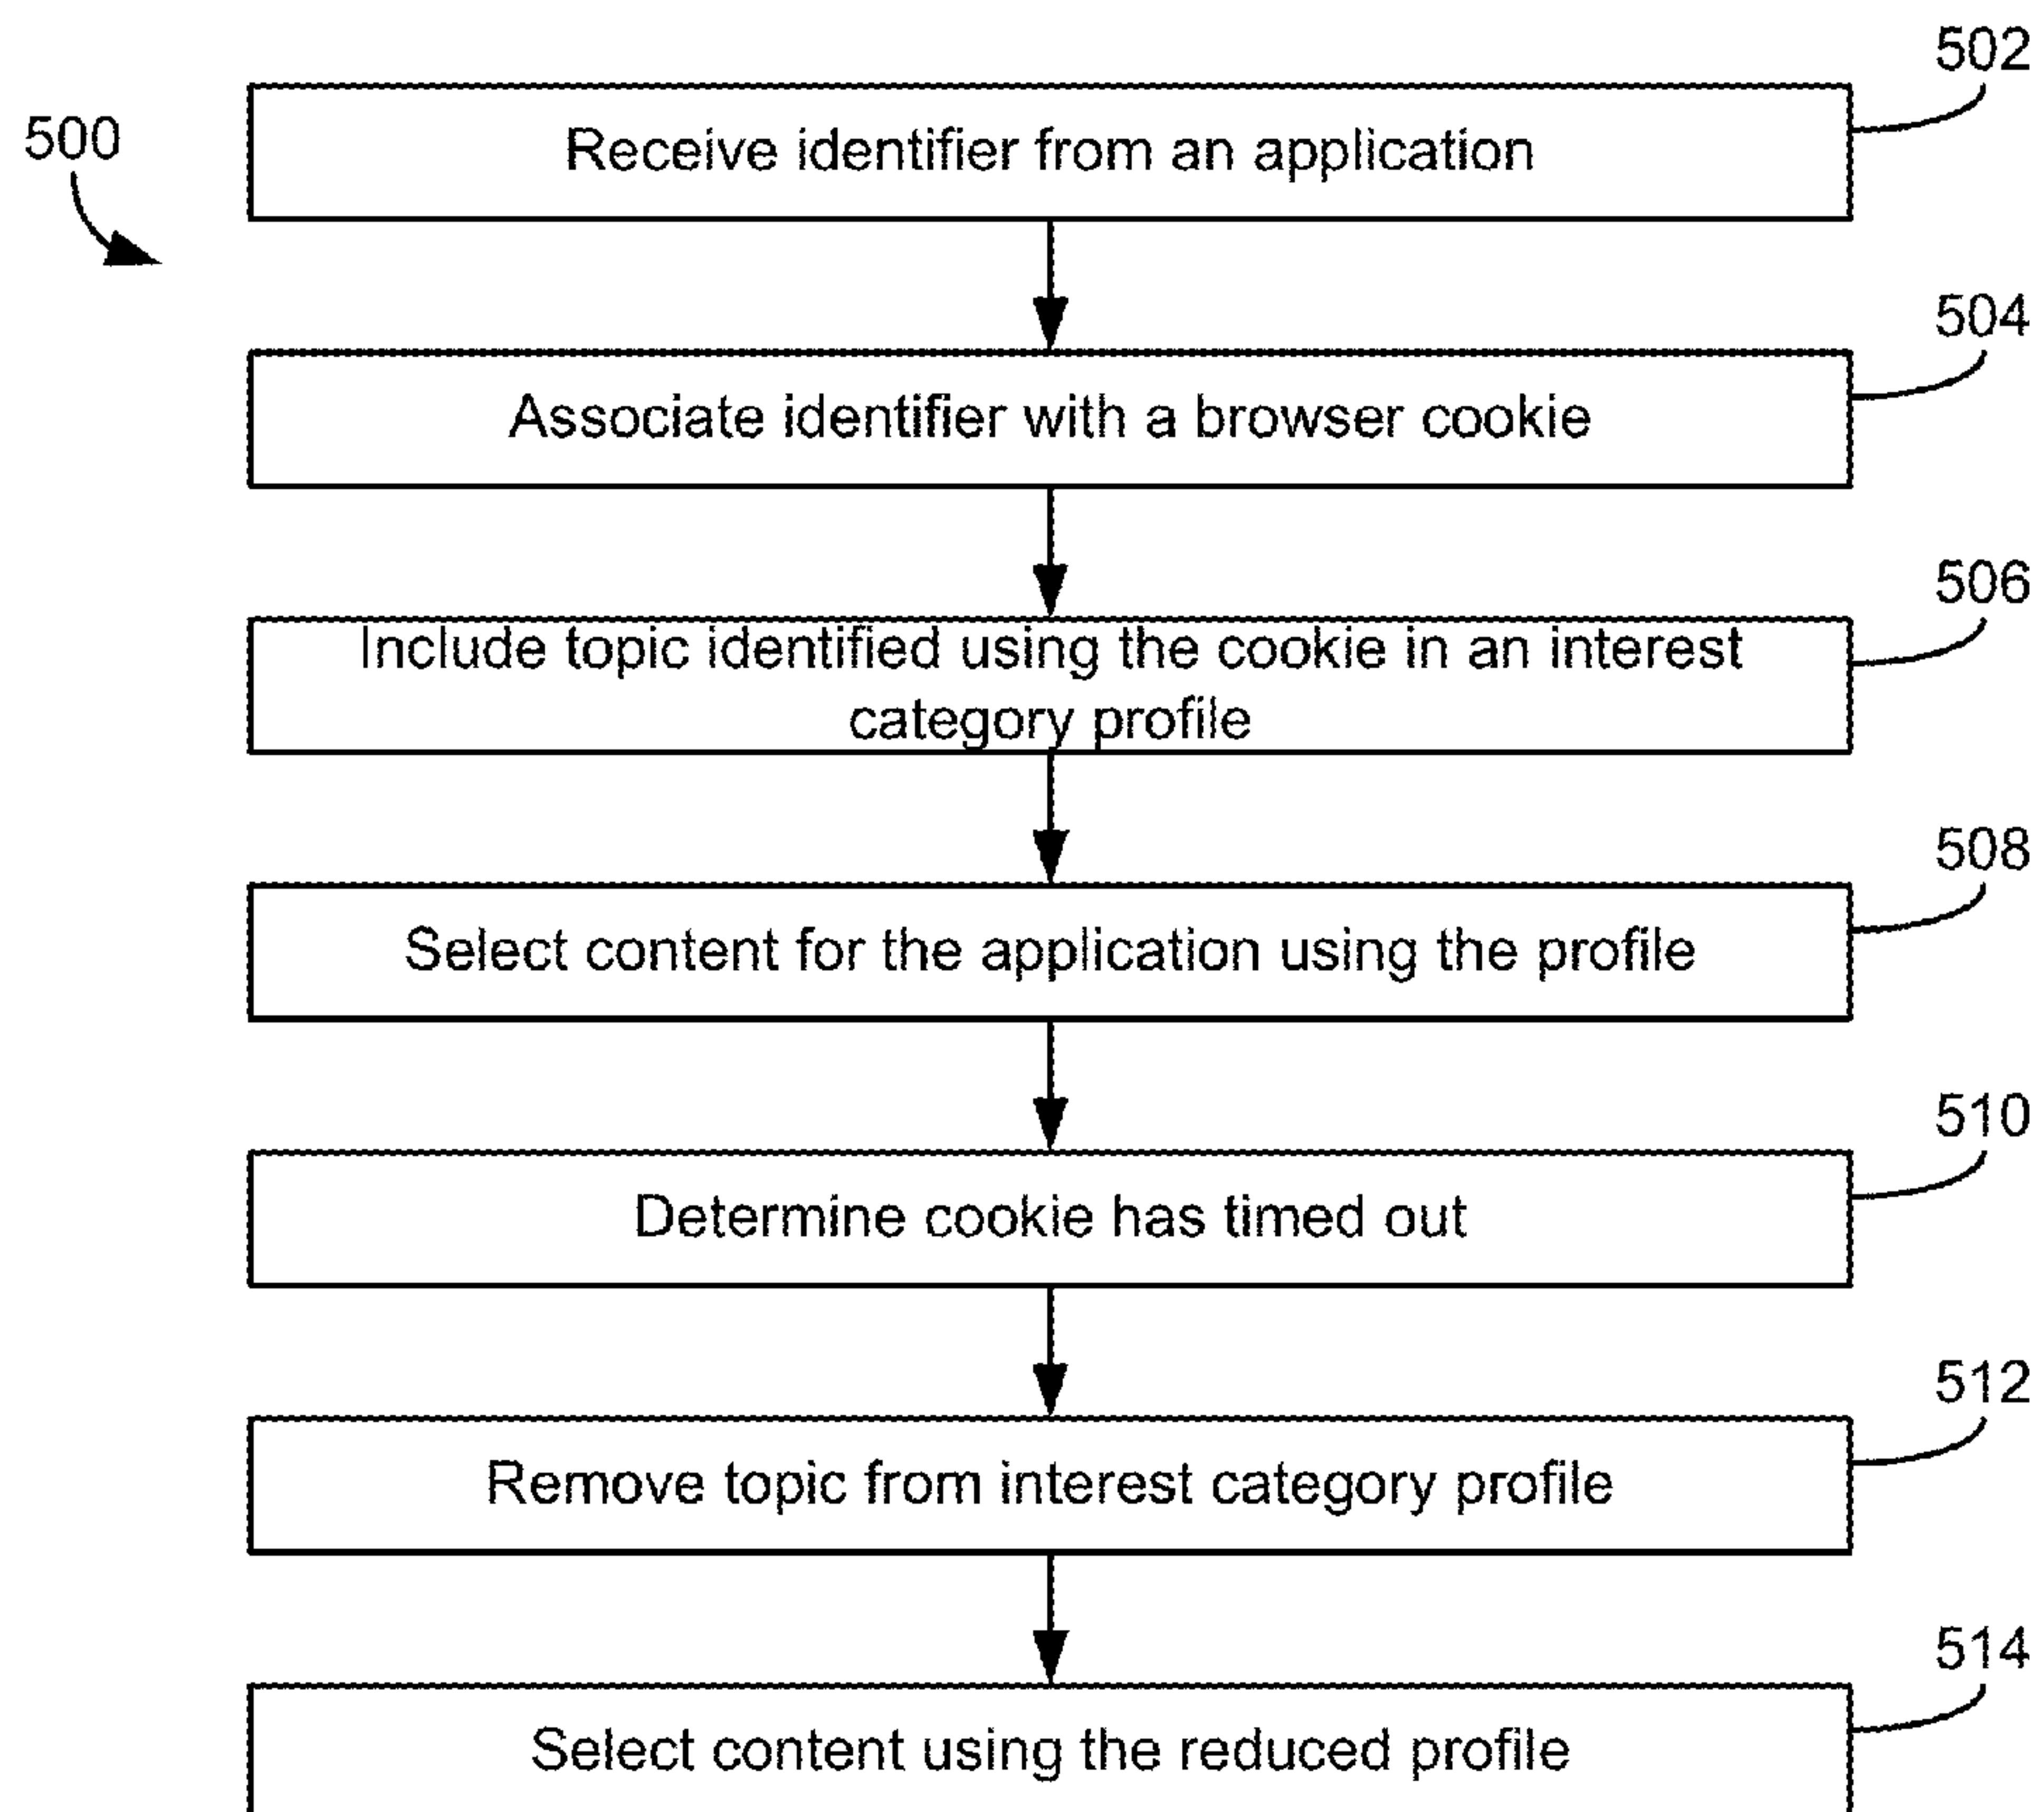 502
500
Receive identifier from an application
504
Associate identifier with a browser cookie
506
Include topic identified using the cookie in an interest
category profile
508
Select content for the application using the profile
510
Determine cookie has timed out
512
Remove topic from interest category profile
514
Select content using the reduced profile